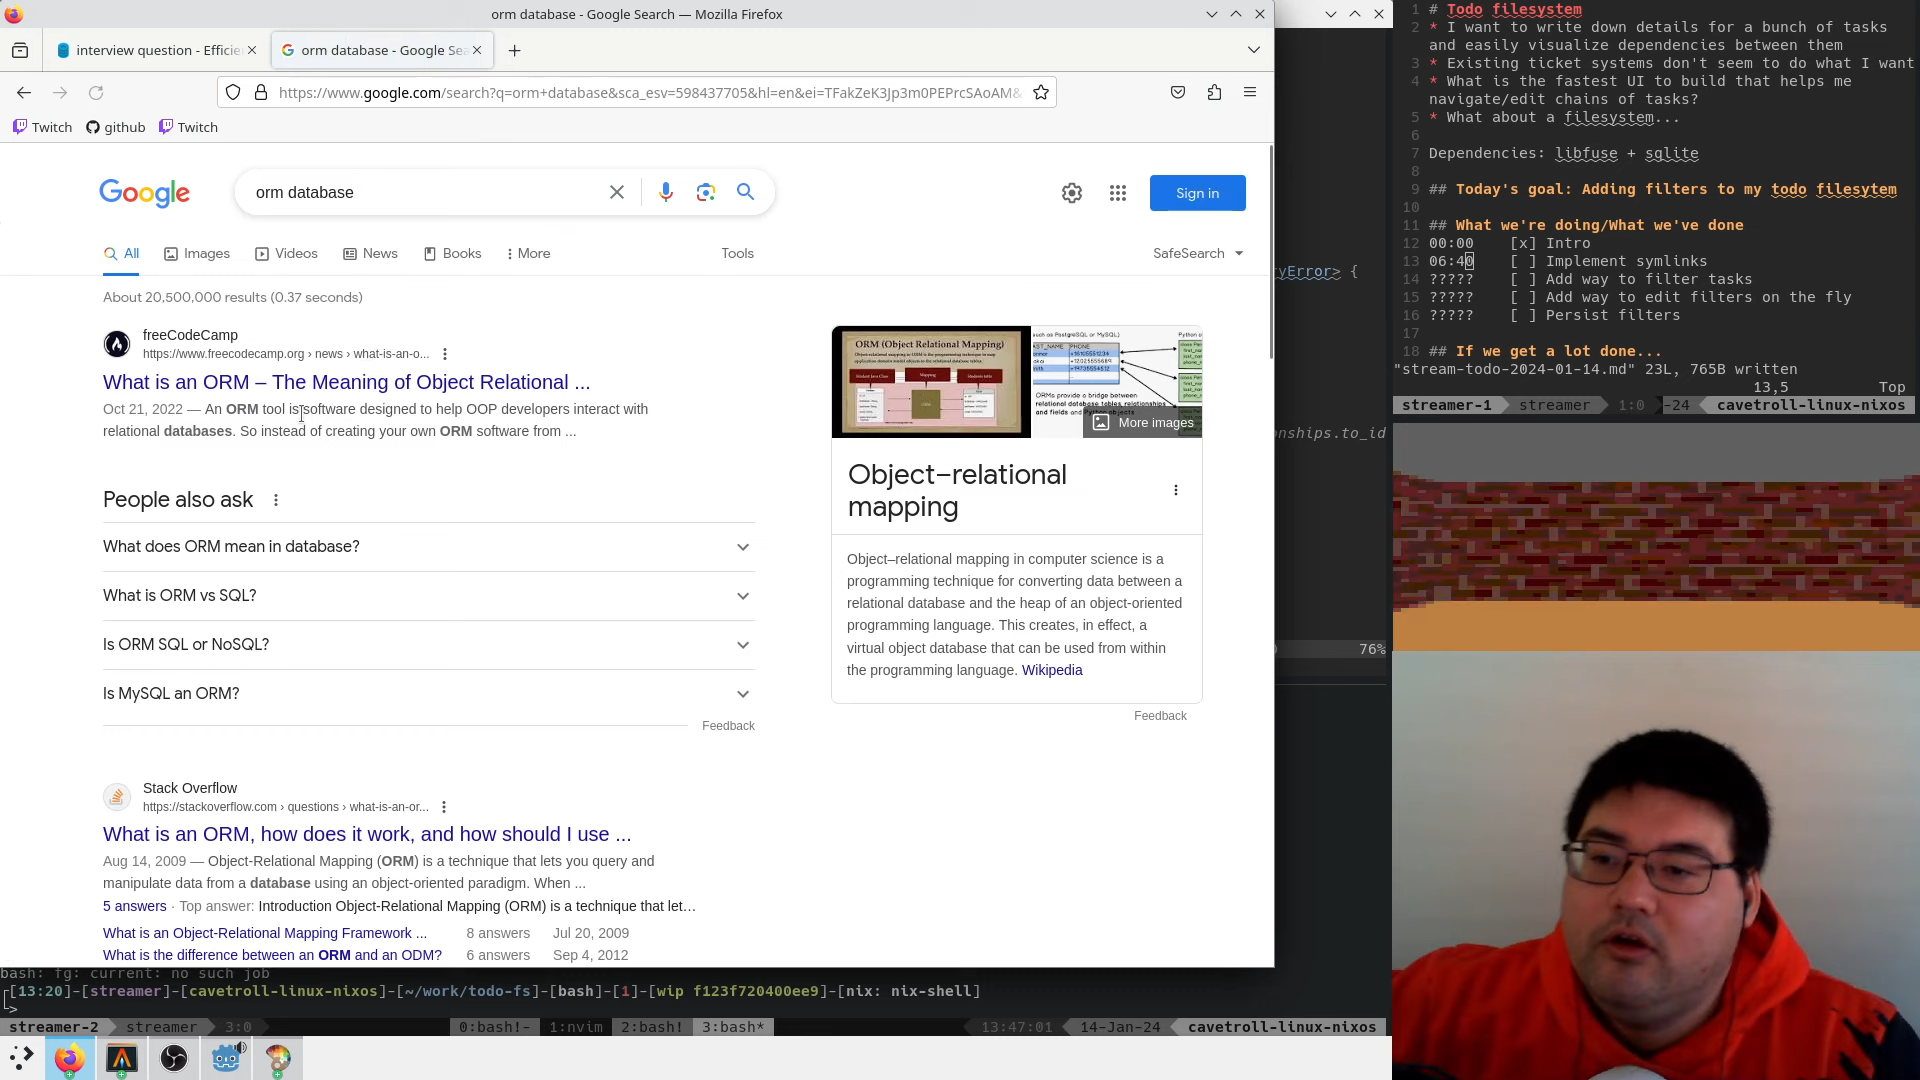 orm database - Google Search — Mozilla Firefox
interview question - Efficie
orm database - Google Sea
https://www.google.com/search?q=orm+database&sca_esv=598437705&hl=en&ei=TFakZeK3Jp3m0PEPrcSAoAM&
Twitch
github
Twitch
Google
orm database
Sign in
All
Images
Videos
News
Books
More
Tools
SafeSearch
About 20,500,000 results (0.37 seconds)
freeCodeCamp
https://www.freecodecamp.org › news › what-is-an-o...
What is an ORM – The Meaning of Object Relational ...
Oct 21, 2022 — An ORM tool is software designed to help OOP developers interact with
relational databases. So instead of creating your own ORM software from ...
People also ask
What does ORM mean in database?
What is ORM vs SQL?
Is ORM SQL or NoSQL?
Is MySQL an ORM?
Feedback
Stack Overflow
https://stackoverflow.com › questions › what-is-an-or...
What is an ORM, how does it work, and how should I use ...
Aug 14, 2009 — Object-Relational Mapping (ORM) is a technique that lets you query and
manipulate data from a database using an object-oriented paradigm. When ...
5 answers · Top answer: Introduction Object-Relational Mapping (ORM) is a technique that let…
What is an Object-Relational Mapping Framework ... 8 answers Jul 20, 2009
What is the difference between an ORM and an ODM? 6 answers Sep 4, 2012
ORM (Object Relational Mapping)
More images
Object–relational
mapping
Object–relational mapping in computer science is a
programming technique for converting data between a
relational database and the heap of an object-oriented
programming language. This creates, in effect, a
virtual object database that can be used from within
the programming language. Wikipedia
Feedback
yError> {
nships.to_id
76%
bash: fg: current: no such job
[13:20]-[streamer]-[cavetroll-linux-nixos]-[~/work/todo-fs]-[bash]-[1]-[wip f123f720400ee9]-[nix: nix-shell]
>
streamer-2 streamer 3:0 0:bash!- 1:nvim 2:bash! 3:bash* 13:47:01 14-Jan-24 cavetroll-linux-nixos
1 # Todo filesystem
2 * I want to write down details for a bunch of tasks
and easily visualize dependencies between them
3 * Existing ticket systems don't seem to do what I want
4 * What is the fastest UI to build that helps me
navigate/edit chains of tasks?
5 * What about a filesystem...
6
7 Dependencies: libfuse + sqlite
8
9 ## Today's goal: Adding filters to my todo filesytem
10
11 ## What we're doing/What we've done
12 00:00 [x] Intro
13 06:40 [ ] Implement symlinks
14 ????? [ ] Add way to filter tasks
15 ????? [ ] Add way to edit filters on the fly
16 ????? [ ] Persist filters
17
18 ## If we get a lot done...
"stream-todo-2024-01-14.md" 23L, 765B written
13,5 Top
streamer-1 streamer 1:0 -24 cavetroll-linux-nixos